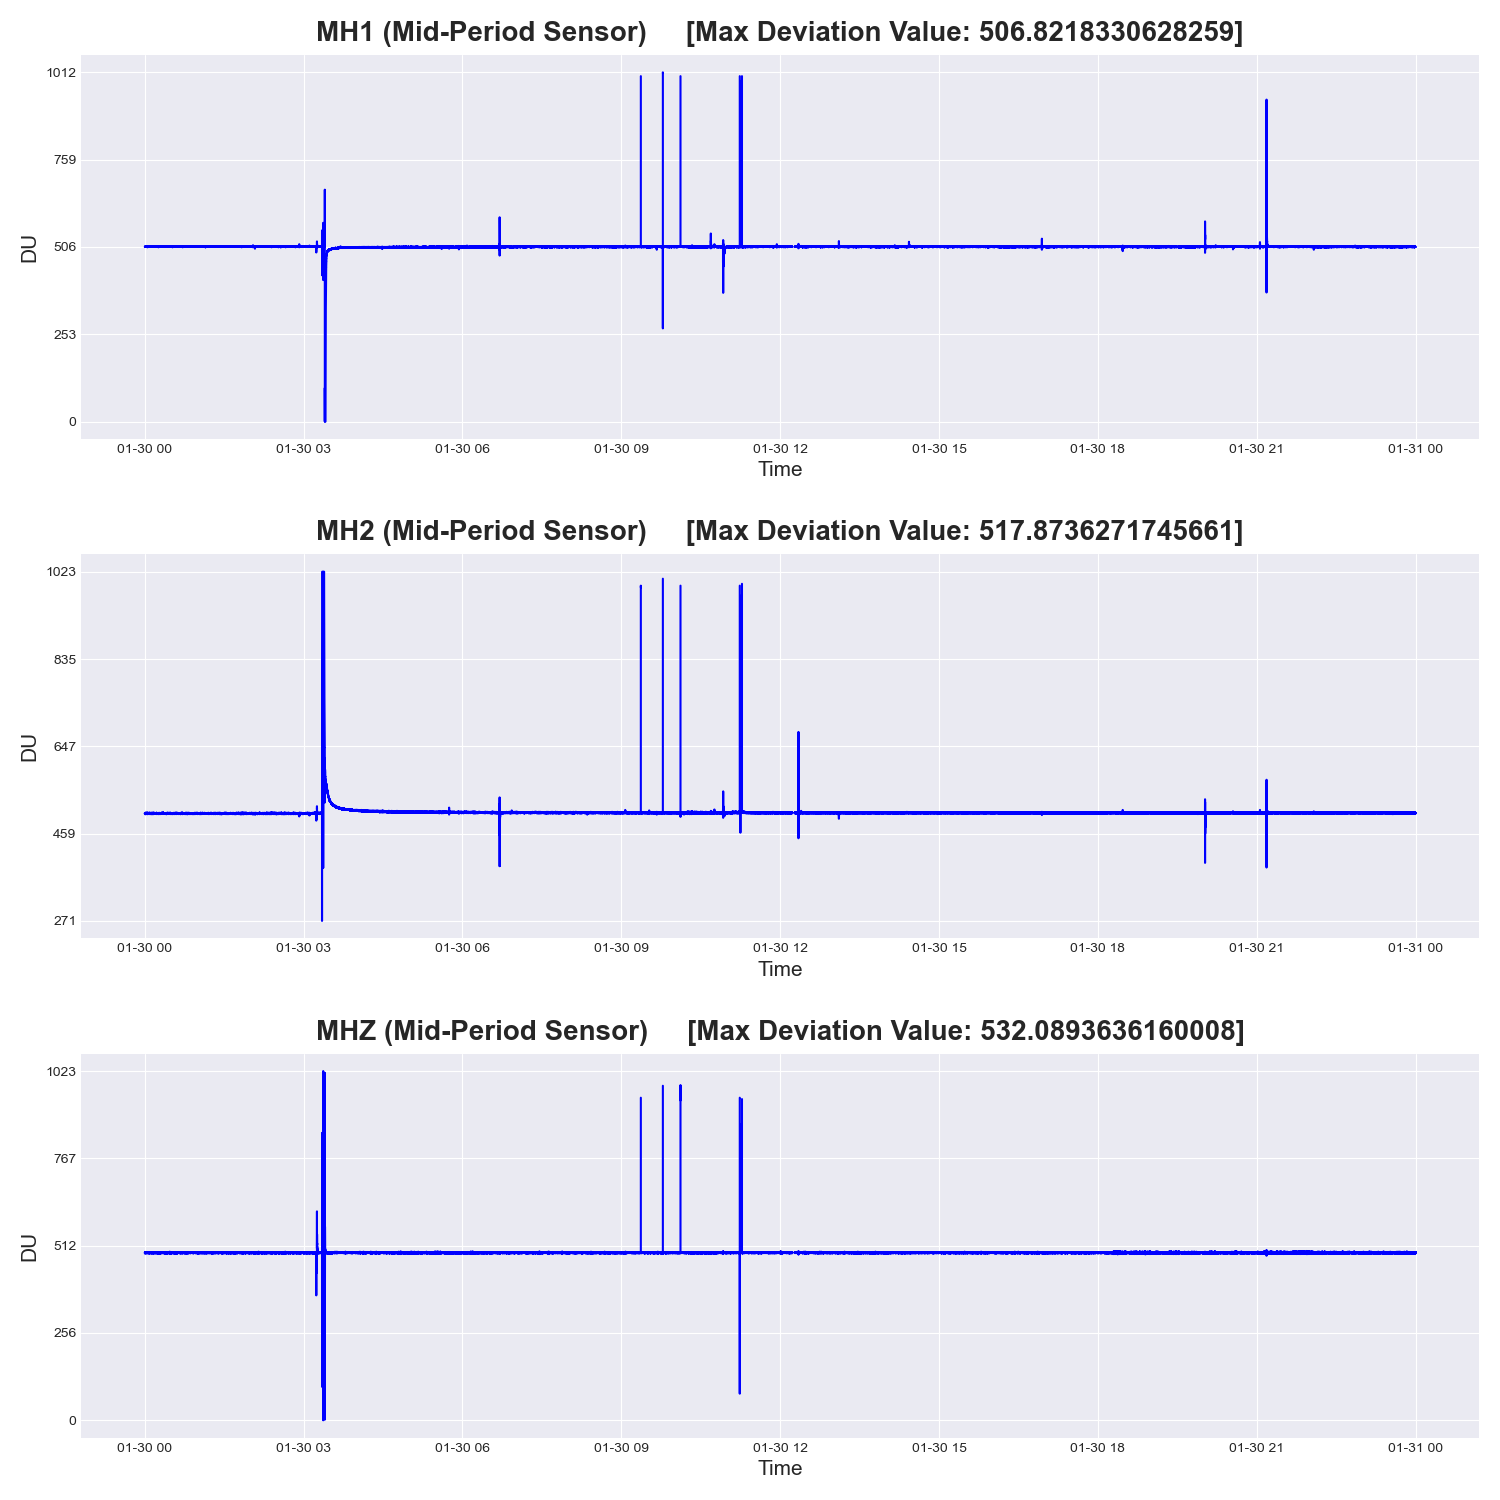 MH1 (Mid-Period Sensor) [Max Deviation Value: 506.8218330628259]
1012
759
506
253
0
DU
01-30 00 01-30 03 01-30 06 01-30 09 01-30 12 01-30 15 01-30 18 01-30 21 01-31 00
Time
MH2 (Mid-Period Sensor) [Max Deviation Value: 517.8736271745661]
1023
835
647
459
271
DU
01-30 00 01-30 03 01-30 06 01-30 09 01-30 12 01-30 15 01-30 18 01-30 21 01-31 00
Time
MHZ (Mid-Period Sensor) [Max Deviation Value: 532.0893636160008]
1023
767
512
256
0
DU
01-30 00 01-30 03 01-30 06 01-30 09 01-30 12 01-30 15 01-30 18 01-30 21 01-31 00
Time